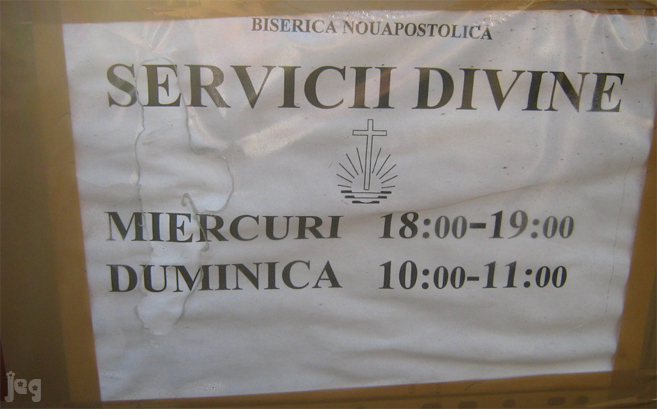 BISERICA NOUAPOSTOLICA
SERVICII DIVINE
MIERCURI 18:00-19:00
DUMINICA 10:00-11:00
jeg